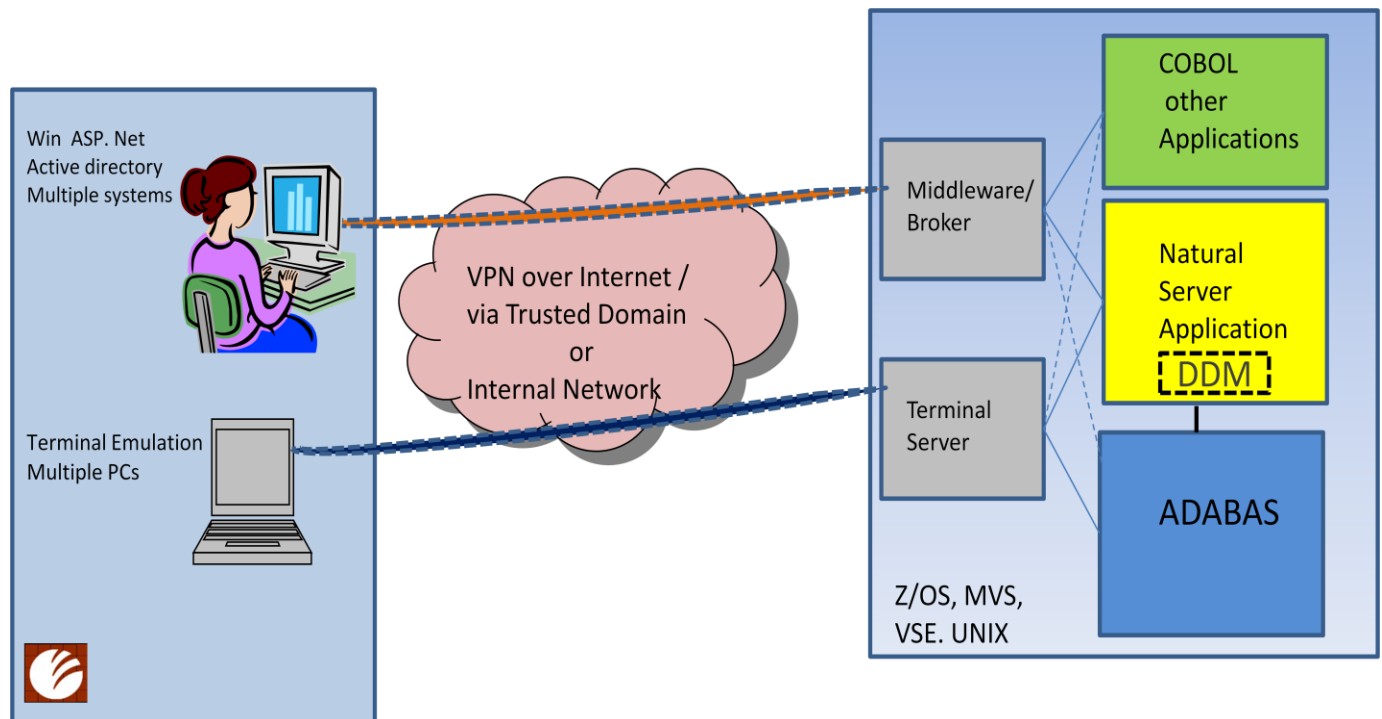 Win  ASP. Net
Active directory
Multiple systems
Terminal Emulation
Multiple PCs
VPN over Internet /
via Trusted Domain
or
Internal Network
Middleware/
Broker
Terminal
Server
Z/OS, MVS,
VSE. UNIX
COBOL
other
Applications
Natural
Server
Application
DDM
ADABAS